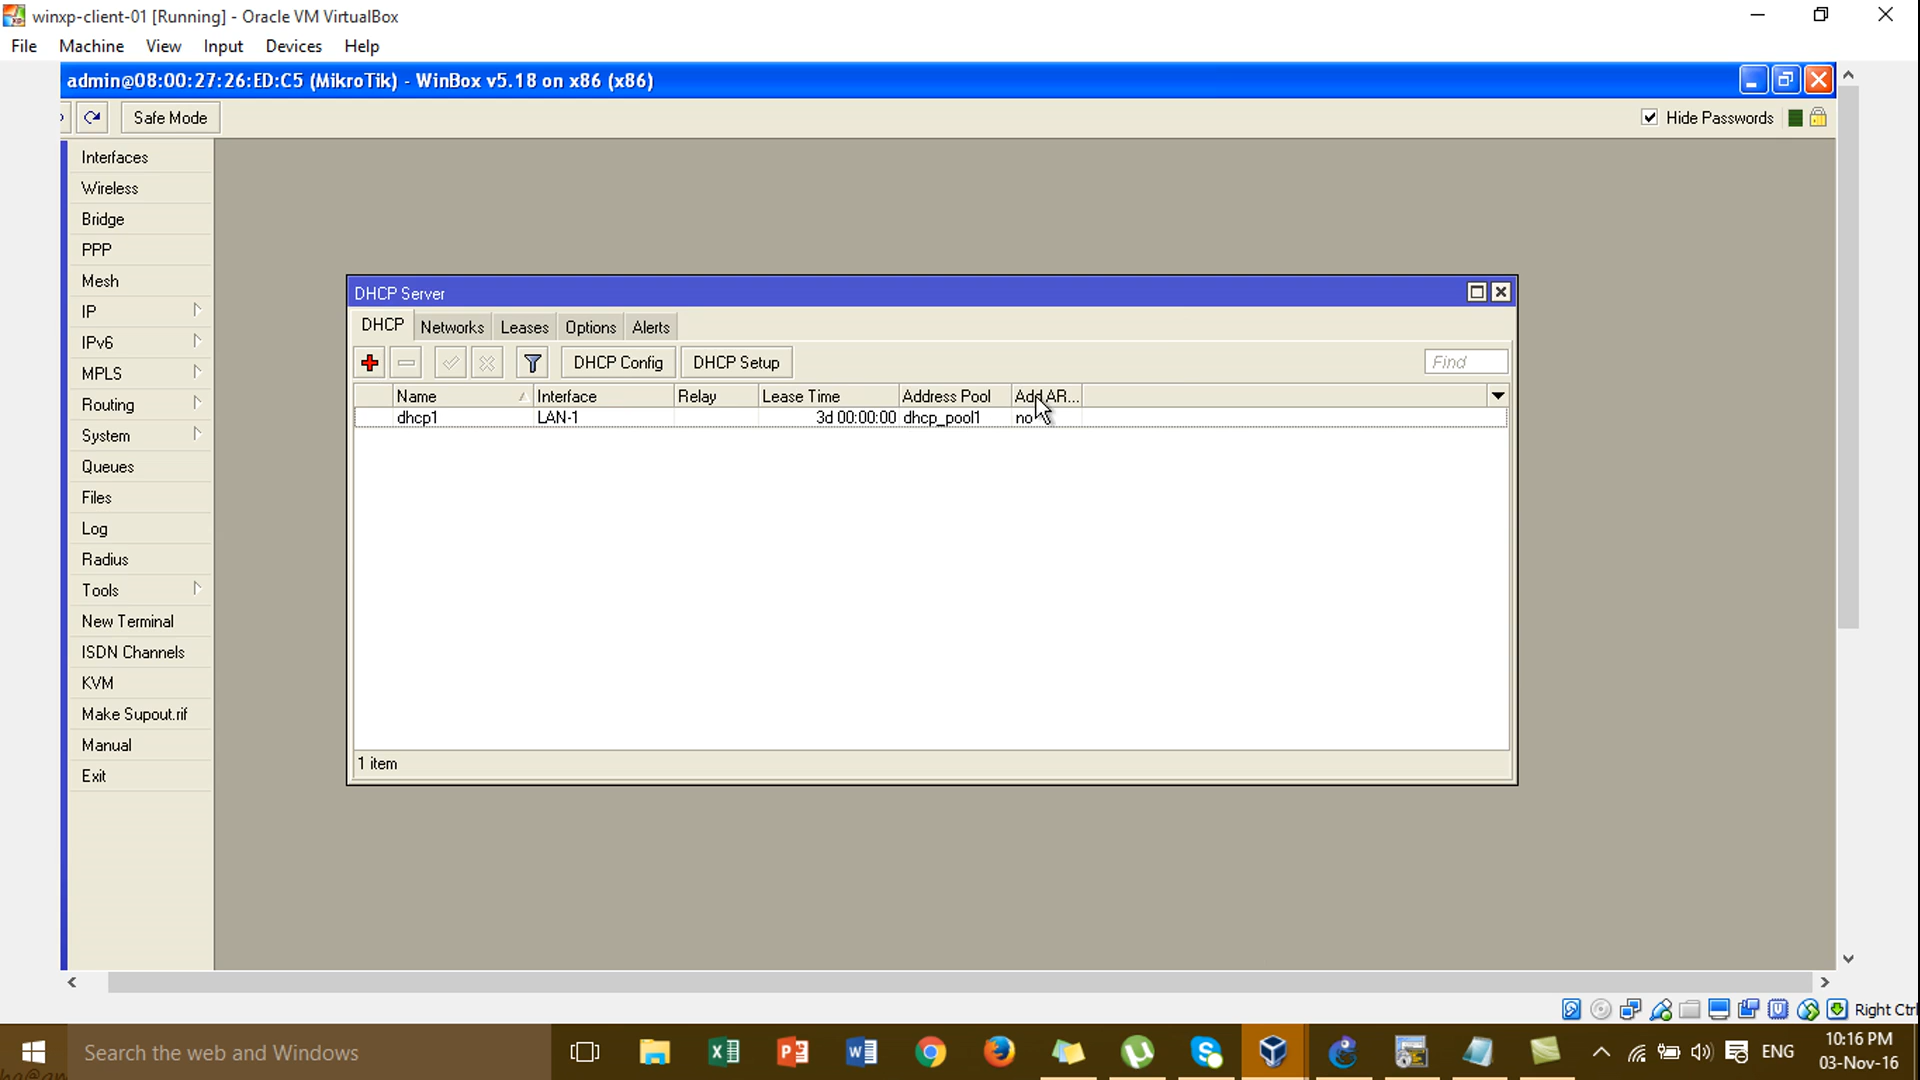 winxp-client-01 [Running] - Oracle VM VirtualBox
File Machine View Input Devices Help
admin@08:00:27:26:ED:C5 (MikroTik) - WinBox v5.18 on x86 (x86)
Safe Mode
Hide Passwords
Interfaces
Wireless
Bridge
PPP
Mesh
IP
IPv6
MPLS
Routing
System
Queues
Files
Log
Radius
Tools
New Terminal
ISDN Channels
KVM
Make Supout.rif
Manual
Exit
DHCP Server
DHCP Networks Leases Options Alerts
DHCP Config DHCP Setup Find
Name Interface Relay Lease Time Address Pool Add AR...
dhcp1 LAN-1 3d 00:00:00 dhcp_pool1 no
1 item
Right Ctrl
Search the web and Windows
ENG
10:16 PM
03-Nov-16